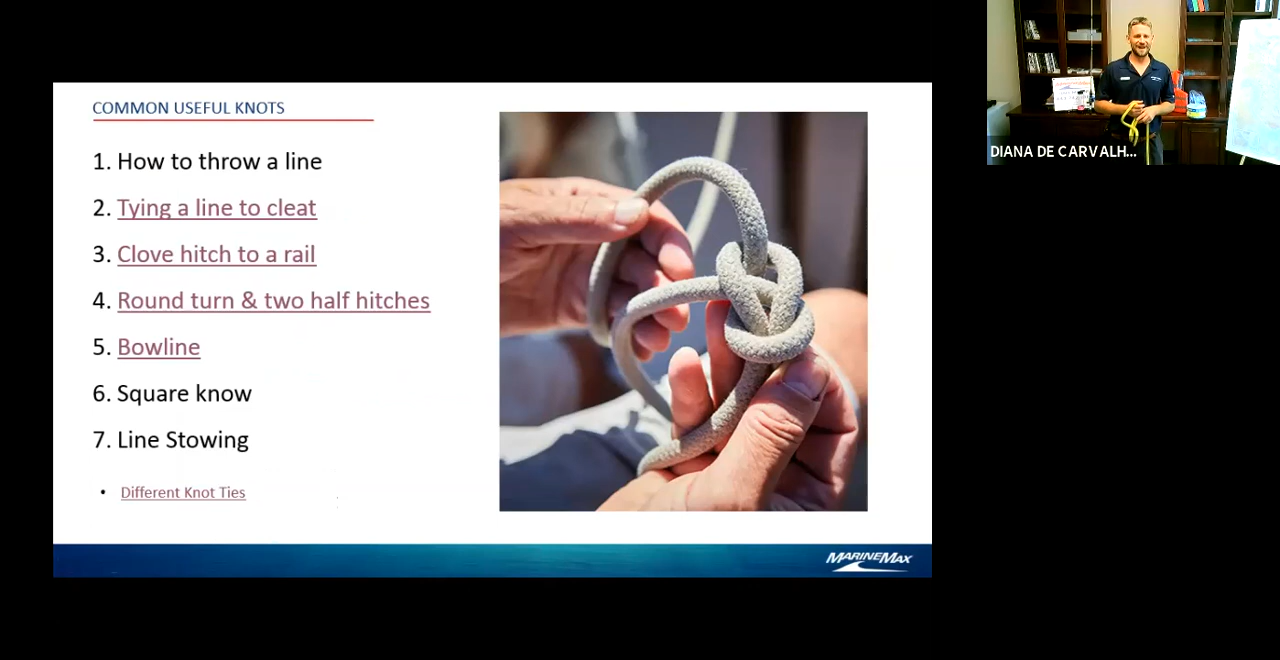 COMMON USEFUL KNOTS
1. How to throw a line
2. Tying a line to cleat
3. Clove hitch to a rail
4. Round turn & two half hitches
5. Bowline
6. Square know
7. Line Stowing
• Different Knot Ties
MARINEMAX
DIANA DE CARVALH...